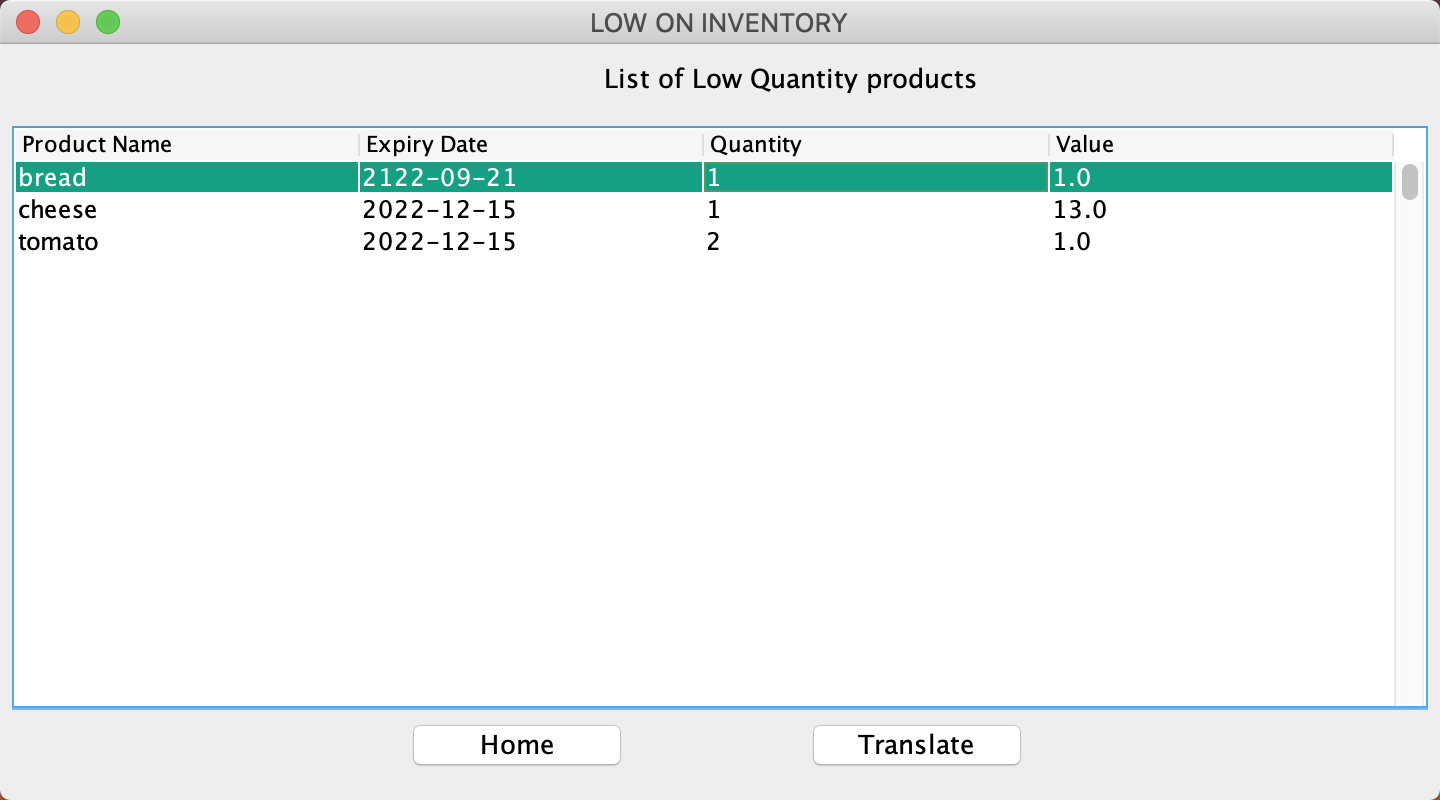 LOW ON INVENTORY
List of Low Quantity products
Product Name Expiry Date Quantity Value
bread 2122-09-21 1 1.0
cheese 2022-12-15 1 13.0
tomato 2022-12-15 2 1.0
Home Translate